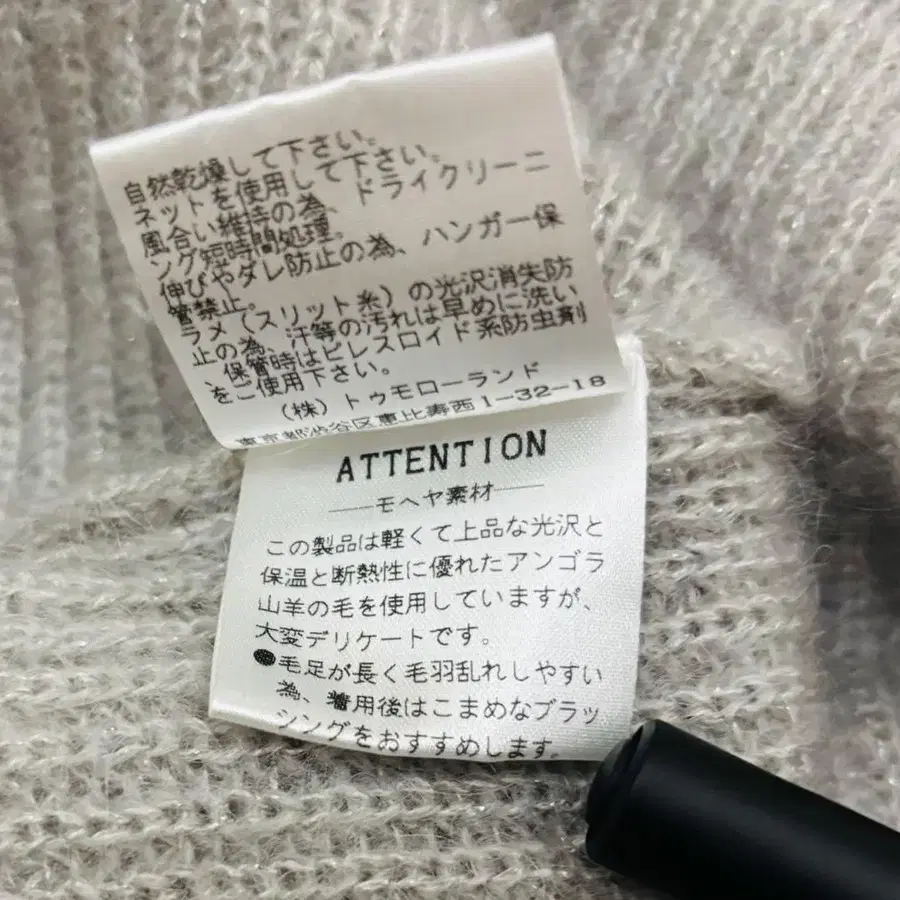 自然乾燥して下さい。
ネットを使用して下さい。
風合い維持の為、ドライクリーニ
ング短時間処理。
伸びやダレ防止の為、ハンガー保
管禁止。
ラメ（スリット糸）の光沢消失防
止の為、汗等の汚れは早めに洗い
、保管時はピレスロイド系防虫剤
をご使用下さい。
（株）トゥモローランド
東京都渋谷区恵比寿西1-32-18
ATTENTION
モヘヤ素材
この製品は軽くて上品な光沢と
保温と断熱性に優れたアンゴラ
山羊の毛を使用していますが、
大変デリケートです。
●毛足が長く毛羽乱れしやすい
為、着用後はこまめなブラッ
シングをおすすめします。